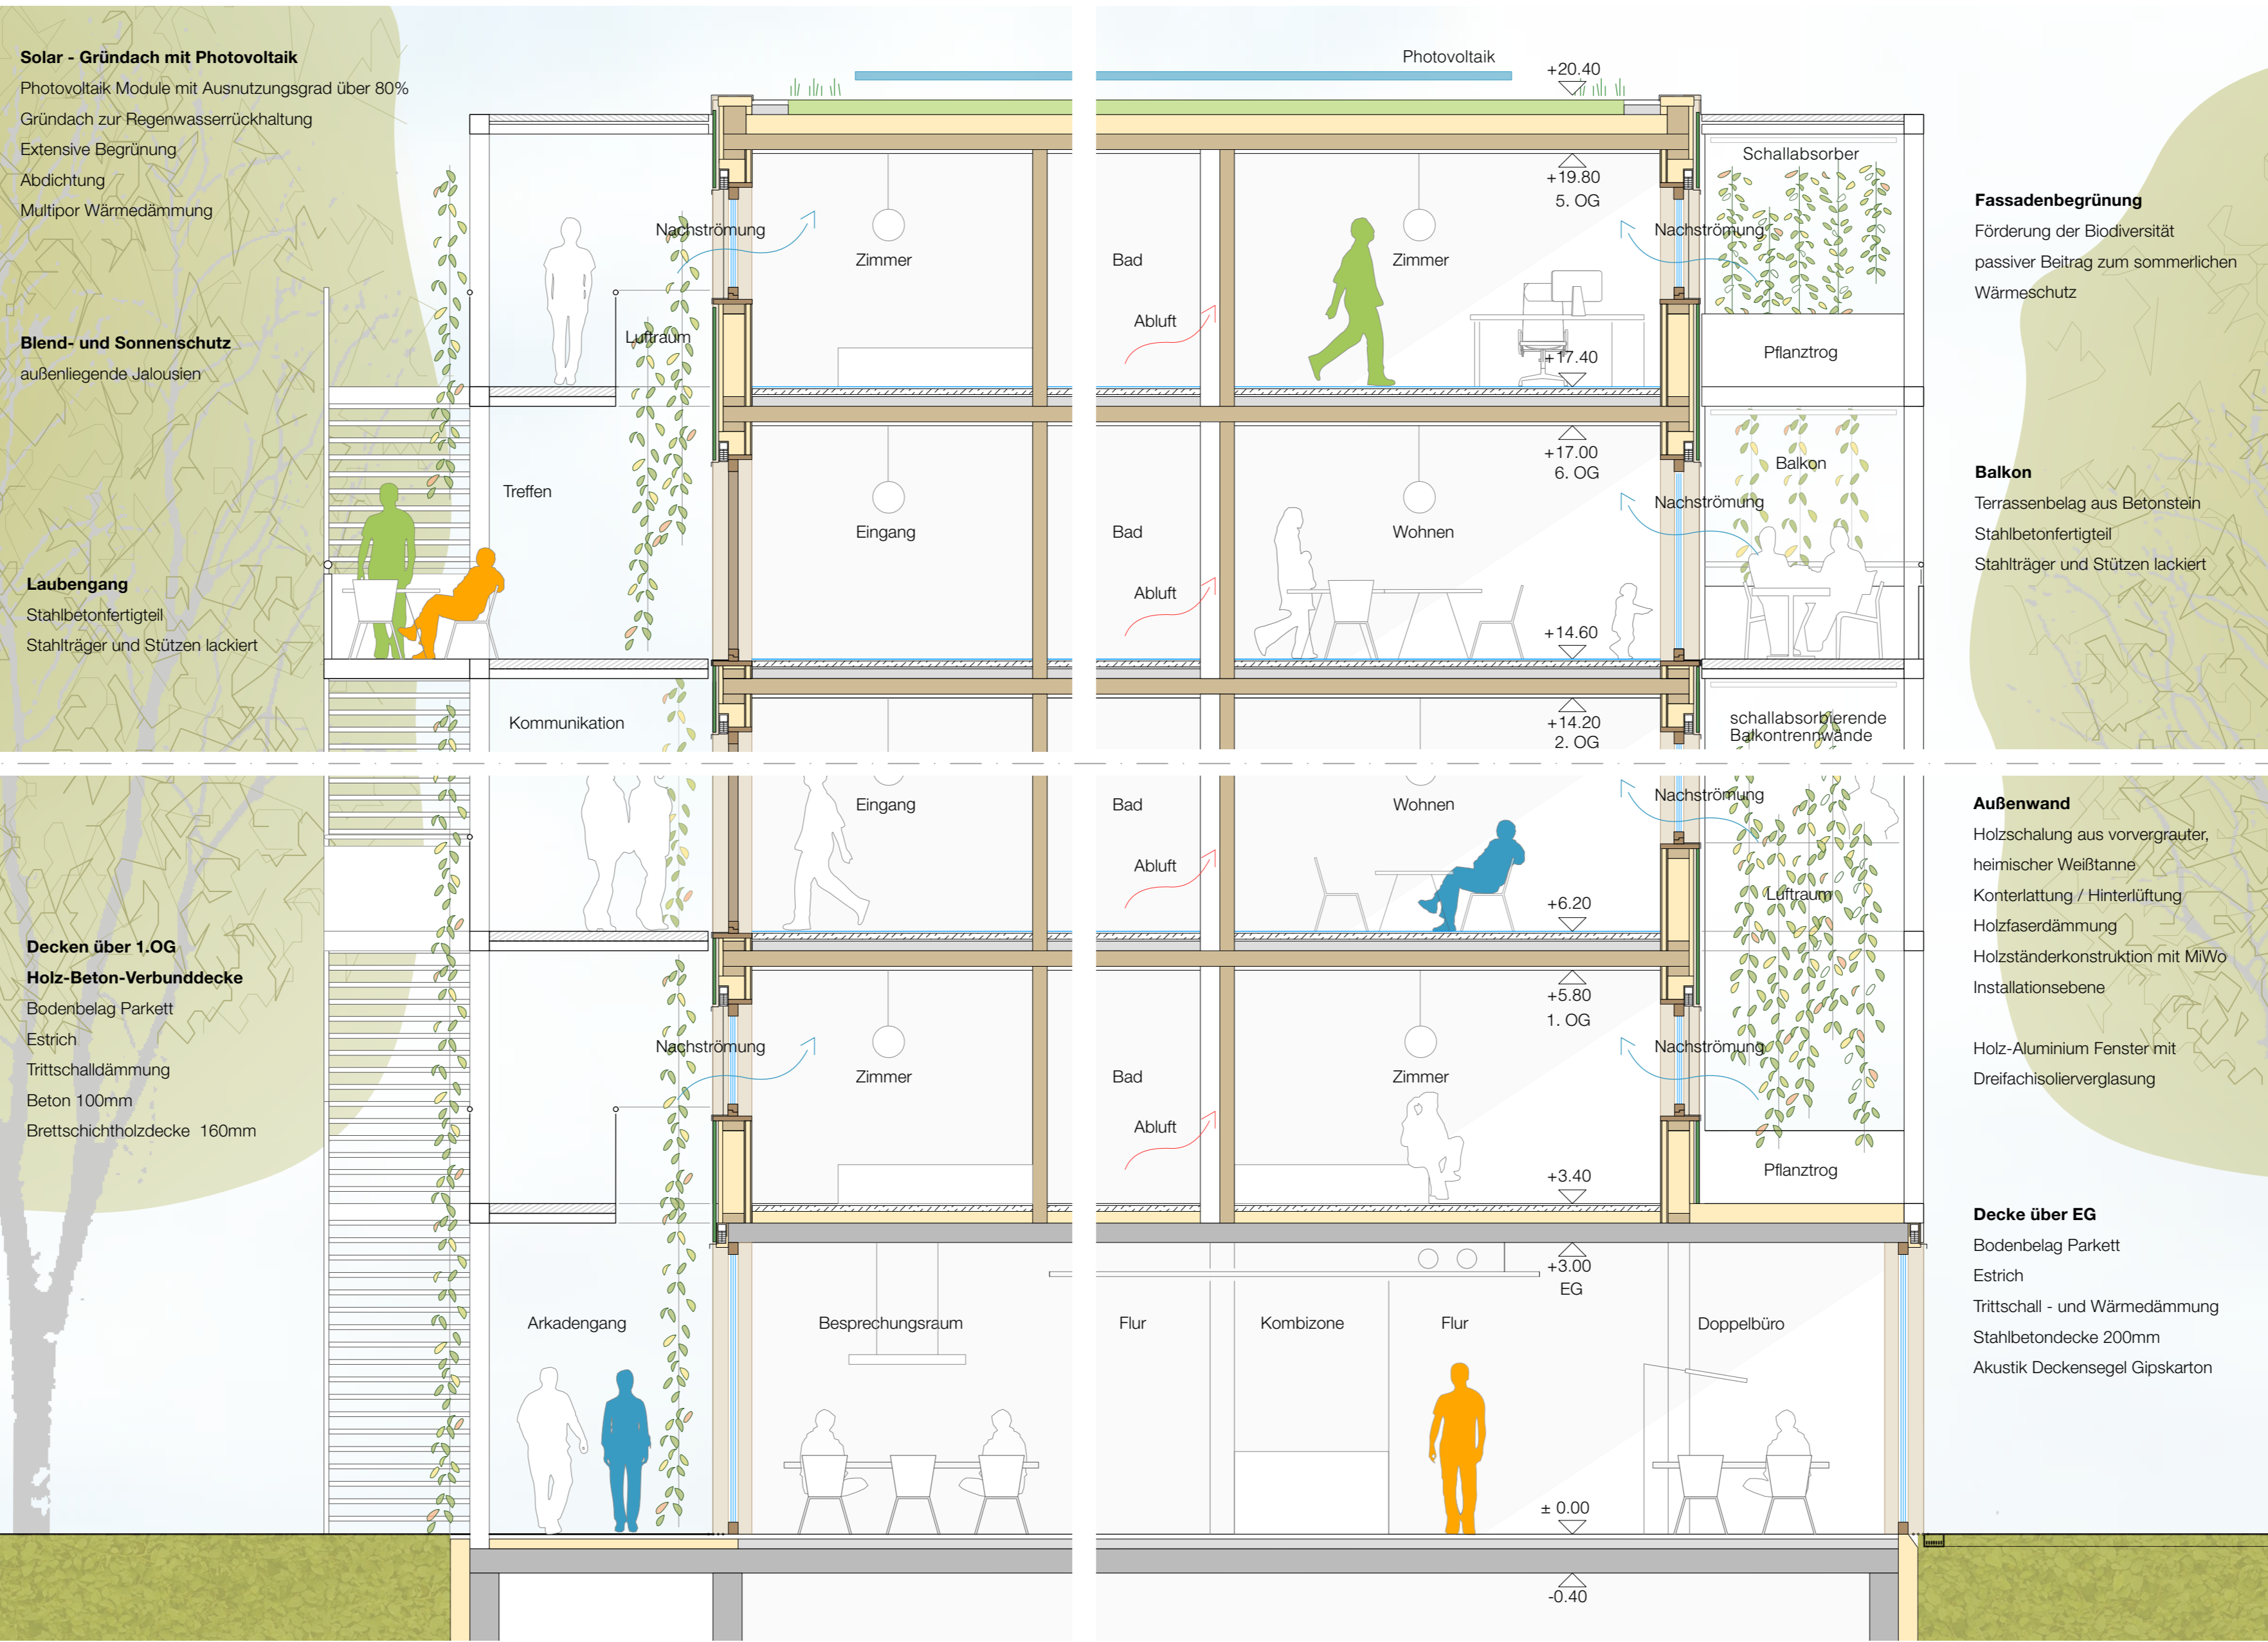 Solar - Gründach mit Photovoltaik
Photovoltaik Module mit Ausnutzungsgrad über 80%
Gründach zur Regenwasserrückhaltung
Extensive Begrünung
Abdichtung
Multipor Wärmedämmung
Blend- und Sonnenschutz
außenliegende Jalousien
Laubengang
Stahlbetonfertigteil
Stahlträger und Stützen lackiert
Decken über 1.OG
Holz-Beton-Verbunddecke
Bodenbelag Parkett
Estrich
Trittschalldämmung
Beton 100mm
Brettschichtholzdecke 160mm
Photovoltaik
+20.40
Nachströmung
Luftraum
Zimmer
Bad
Abluft
Zimmer
+19.80
5. OG
+17.40
Nachströmung
Schallabsorber
Pflanztrog
Treffen
Eingang
Bad
Abluft
Wohnen
+17.00
6. OG
+14.60
Nachströmung
Balkon
Kommunikation
+14.20
2. OG
schallabsorbierende
Balkontrennwände
Eingang
Bad
Abluft
Wohnen
+6.20
Nachströmung
Luftraum
Nachströmung
Zimmer
Bad
Abluft
Zimmer
+5.80
1. OG
+3.40
Nachströmung
Pflanztrog
+3.00
EG
Arkadengang
Besprechungsraum
Flur
Kombizone
Flur
Doppelbüro
± 0.00
-0.40
Fassadenbegrünung
Förderung der Biodiversität
passiver Beitrag zum sommerlichen
Wärmeschutz
Balkon
Terrassenbelag aus Betonstein
Stahlbetonfertigteil
Stahlträger und Stützen lackiert
Außenwand
Holzschalung aus vorvergrauter,
heimischer Weißtanne
Konterlattung / Hinterlüftung
Holzfaserdämmung
Holzständerkonstruktion mit MiWo
Installationsebene
Holz-Aluminium Fenster mit
Dreifachisolierverglasung
Decke über EG
Bodenbelag Parkett
Estrich
Trittschall - und Wärmedämmung
Stahlbetondecke 200mm
Akustik Deckensegel Gipskarton